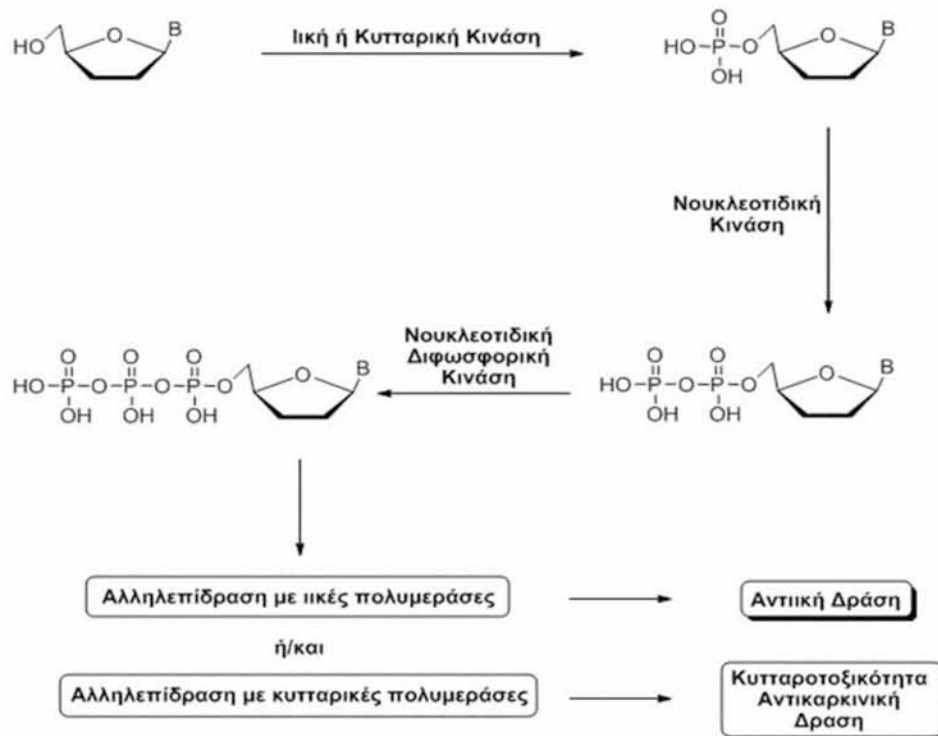 HO
O
B
Ιική ή Κυτταρική Κινάση
O
HO–P–O
OH
O
B
Νουκλεοτιδική
Κινάση
O
O
HO–P–O–P–O
OH
OH
O
B
Νουκλεοτιδική
Διφωσφορική
Κινάση
O
O
O
HO–P–O–P–O–P–O
OH
OH
OH
O
B
Αλληλεπίδραση με ιικές πολυμεράσες
Αντιική Δράση
ή/και
Αλληλεπίδραση με κυτταρικές πολυμεράσες
Κυτταροτοξικότητα
Αντικαρκινική
Δραση